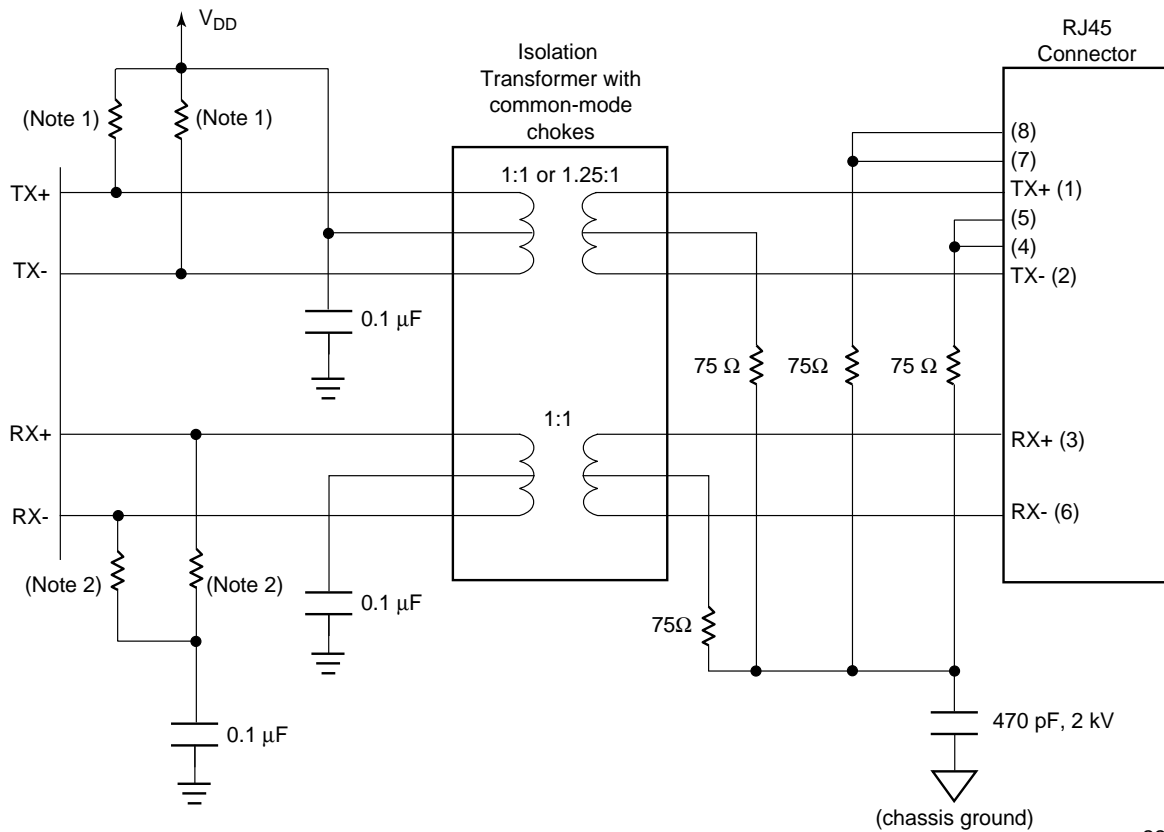 V_DD
RJ45
Connector
Isolation
Transformer with
common-mode
chokes
(Note 1)
(Note 1)
(8)
(7)
1:1 or 1.25:1
TX+
TX+ (1)
(5)
(4)
TX-
TX- (2)
0.1 μF
75 Ω
75Ω
75 Ω
1:1
RX+
RX+ (3)
RX-
RX- (6)
(Note 2)
(Note 2)
0.1 μF
75Ω
0.1 μF
470 pF, 2 kV
(chassis ground)